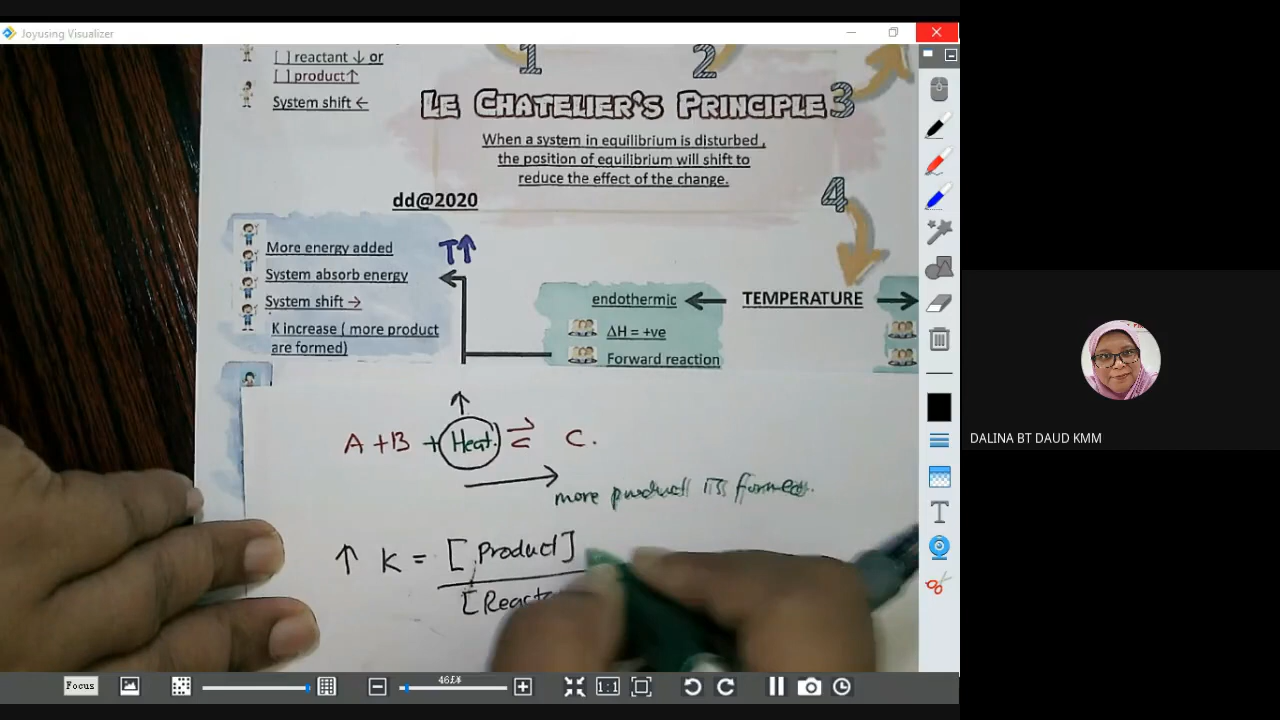 Joyusing Visualizer
[ ] reactant ↓ or
[ ] product↑
System shift ←
1
2
LE CHATELIER'S PRINCIPLE
3
When a system in equilibrium is disturbed ,
the position of equilibrium will shift to
reduce the effect of the change.
dd@2020
4
More energy added
System absorb energy
System shift →
K increase ( more product
are formed)
T↑
endothermic
ΔH = +ve
Forward reaction
TEMPERATURE
↑
A + B + Heat ⇌ C.
more product is formed.
↑ K = [Product]
[React
DALINA BT DAUD KMM
T
Focus
1:1